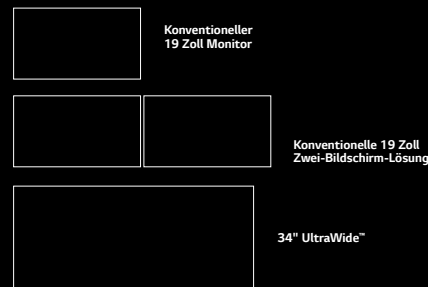 Konventioneller
19 Zoll Monitor
Konventionelle 19 Zoll
Zwei-Bildschirm-Lösung
34" UltraWide™